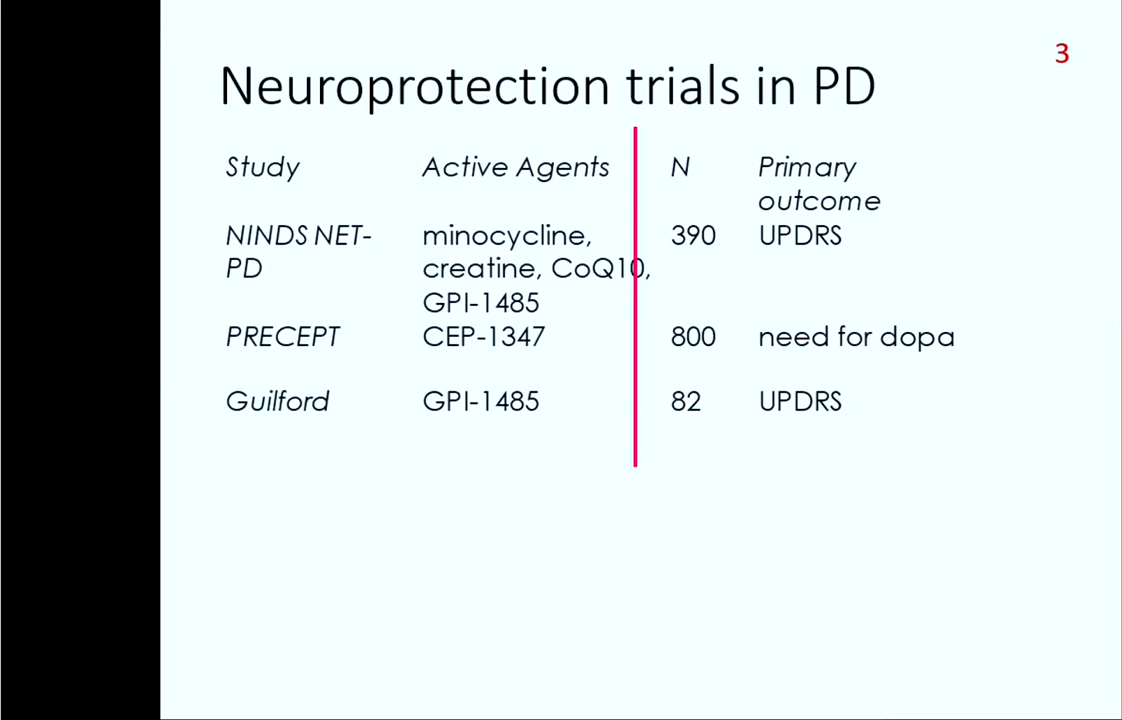 3
Neuroprotection trials in PD
Study Active Agents N Primary
outcome
NINDS NET- minocycline, 390 UPDRS
PD creatine, CoQ10,
GPI-1485
PRECEPT CEP-1347 800 need for dopa
Guilford GPI-1485 82 UPDRS